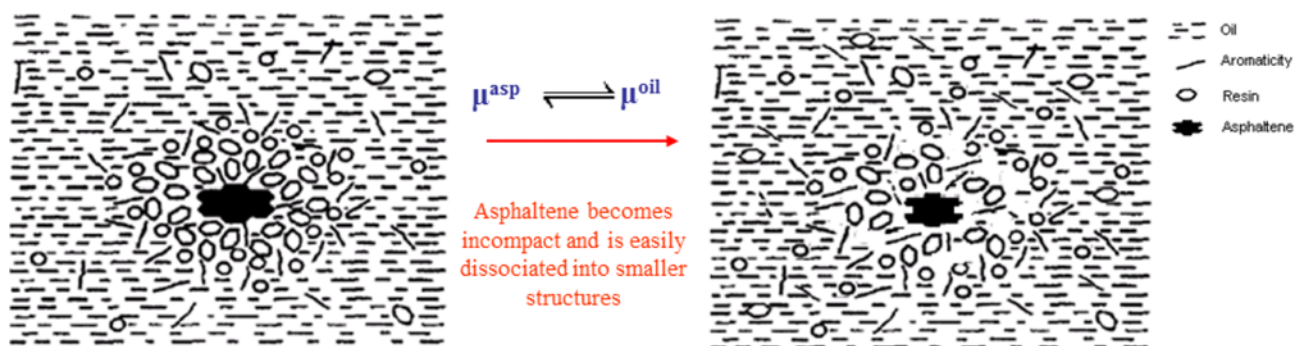 μᵃˢᵖ ⇌ μᵒⁱˡ
Asphaltene becomes
incompact and is easily
dissociated into smaller
structures
Oil
Aromaticity
Resin
Asphaltene